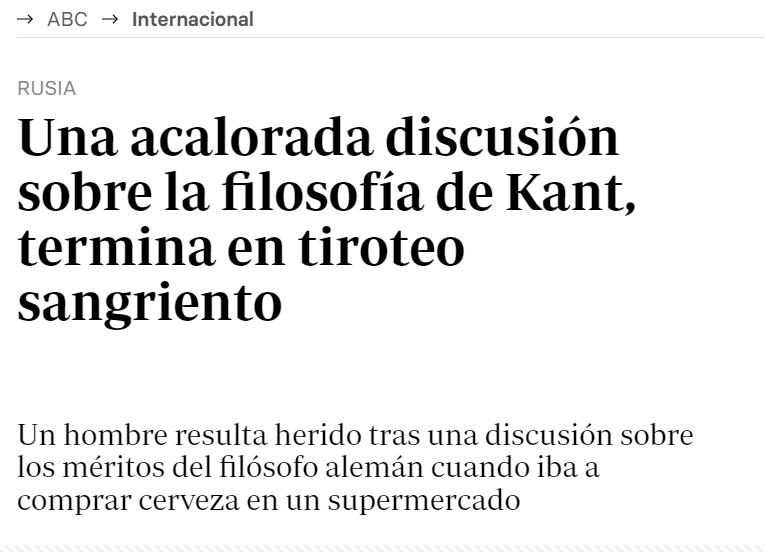 → ABC → Internacional
RUSIA
Una acalorada discusión
sobre la filosofía de Kant,
termina en tiroteo
sangriento
Un hombre resulta herido tras una discusión sobre
los méritos del filósofo alemán cuando iba a
comprar cerveza en un supermercado